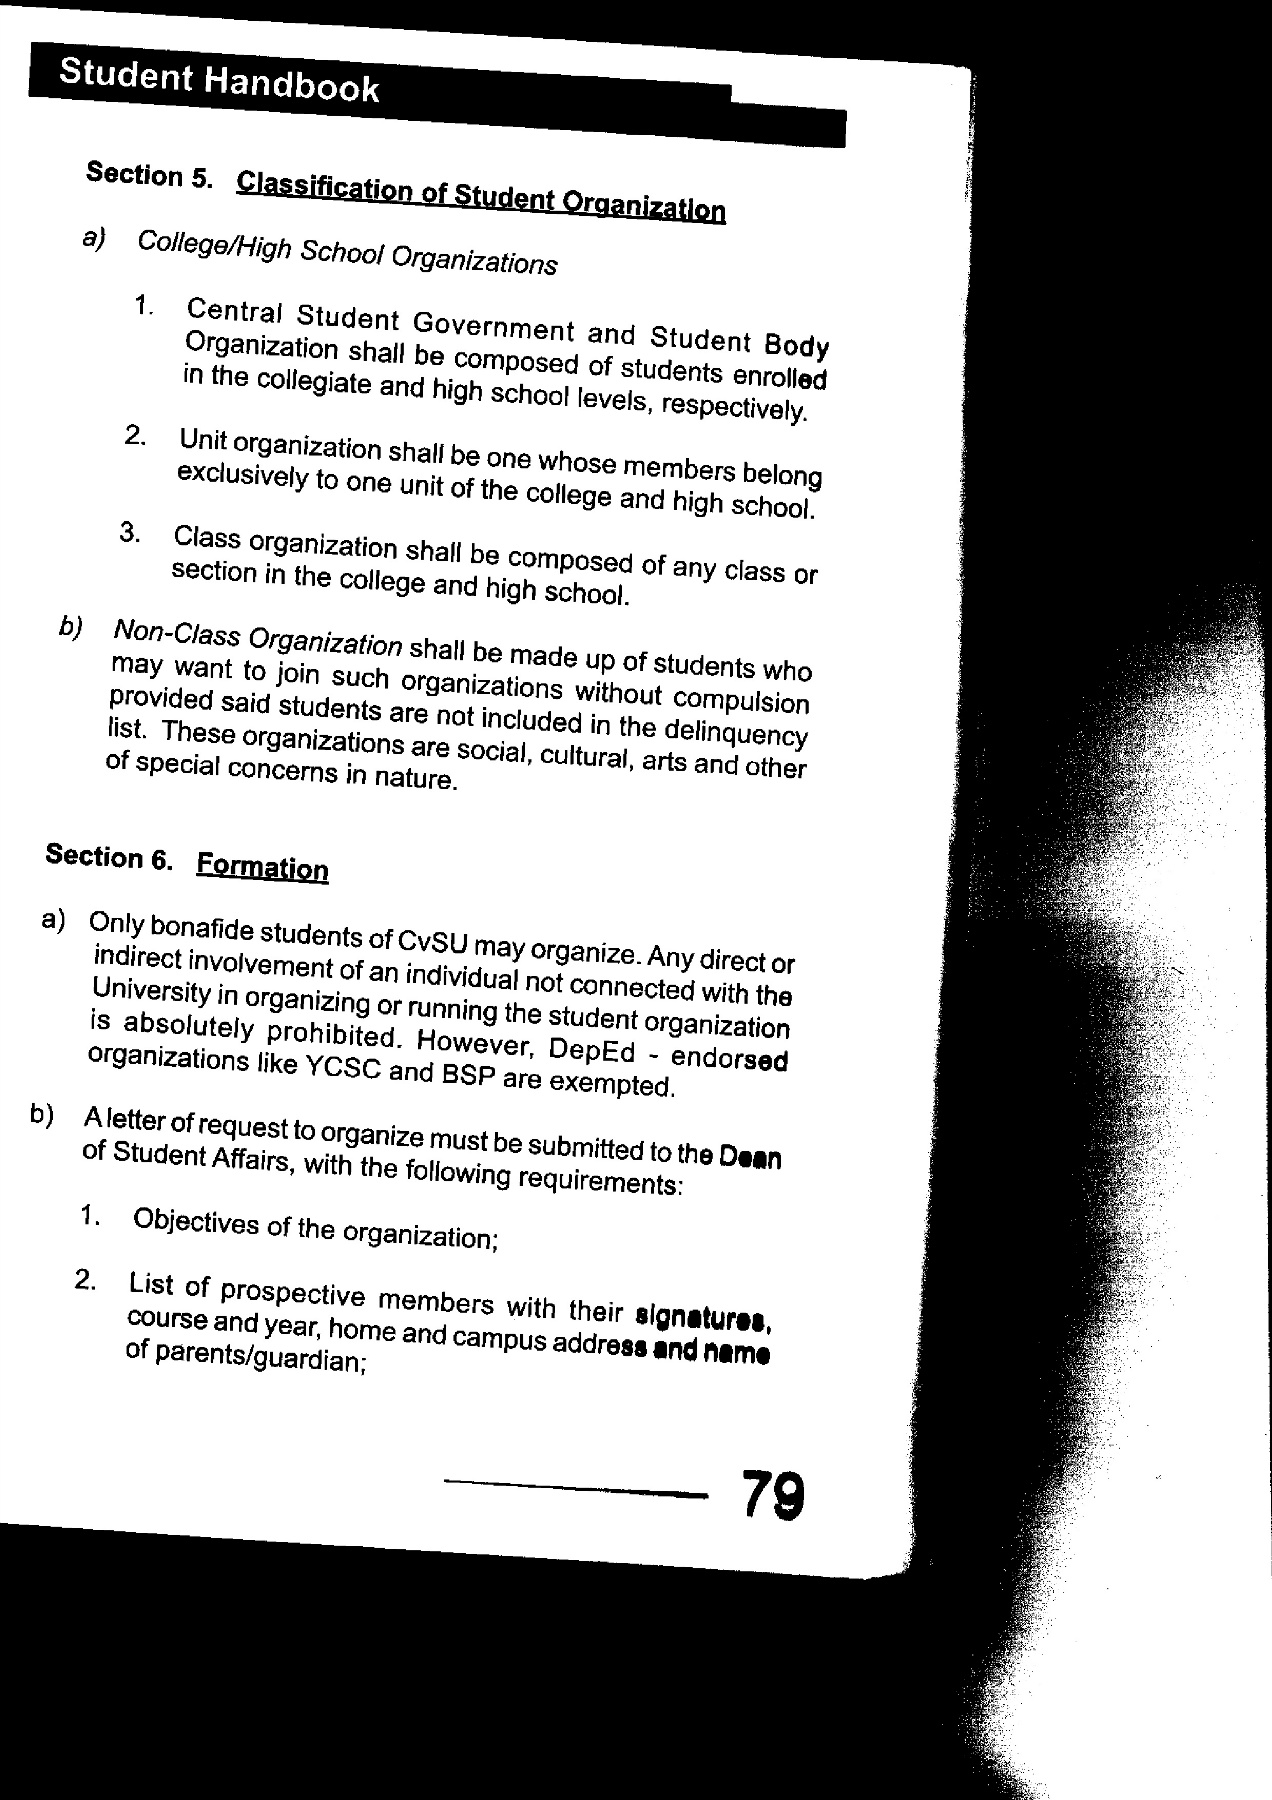 Student Handbook
Section 5. Classification of Student Organization
a) College/High School Organizations
1. Central Student Government and Student Body
Organization shall be composed of students enrolled
in the collegiate and high school levels, respectively.
2. Unit organization shall be one whose members belong
exclusively to one unit of the college and high school.
3. Class organization shall be composed of any class or
section in the college and high school.
b) Non-Class Organization shall be made up of students who
may want to join such organizations without compulsion
provided said students are not included in the delinquency
list. These organizations are social, cultural, arts and other
of special concerns in nature.
Section 6. Formation
a) Only bonafide students of CvSU may organize. Any direct or
indirect involvement of an individual not connected with the
University in organizing or running the student organization
is absolutely prohibited. However, DepEd - endorsed
organizations like YCSC and BSP are exempted.
b) A letter of request to organize must be submitted to the Dean
of Student Affairs, with the following requirements:
1. Objectives of the organization;
2. List of prospective members with their signatures,
course and year, home and campus address and name
of parents/guardian;
79